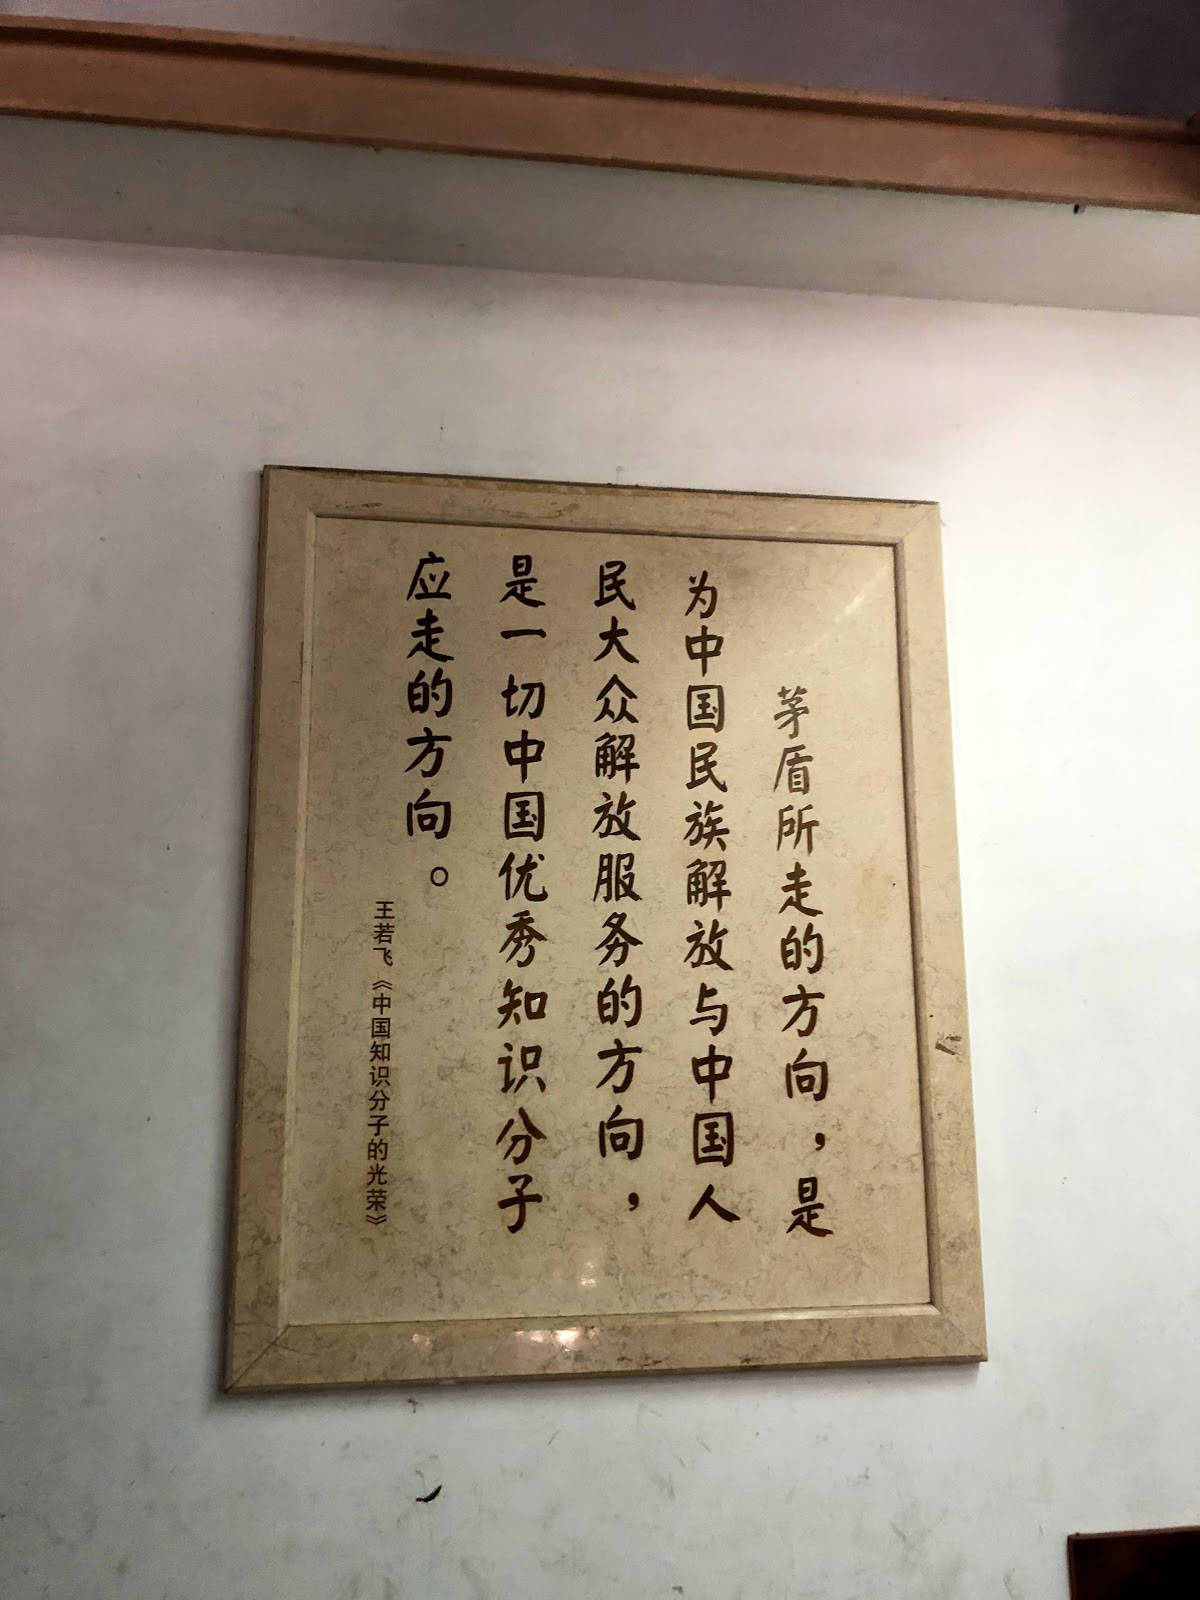 茅盾所走的方向，是
为中国民族解放与中国人
民大众解放服务的方向，
是一切中国优秀知识分子
应走的方向。
王若飞《中国知识分子的光荣》